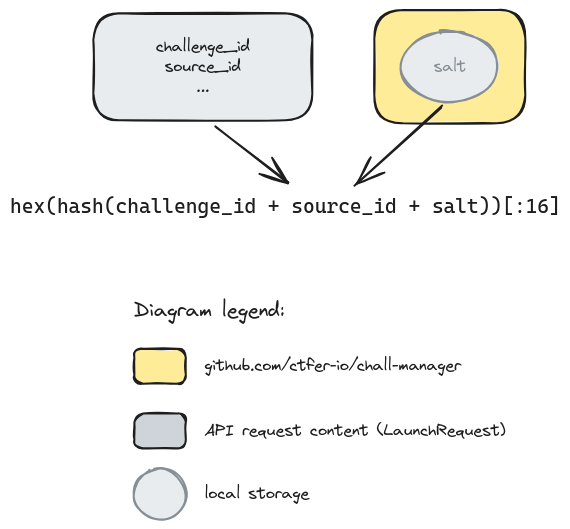 challenge_id
source_id
...
salt
hex(hash(challenge_id + source_id + salt))[:16]
Diagram legend:
github.com/ctfer-io/chall-manager
API request content (LaunchRequest)
local storage